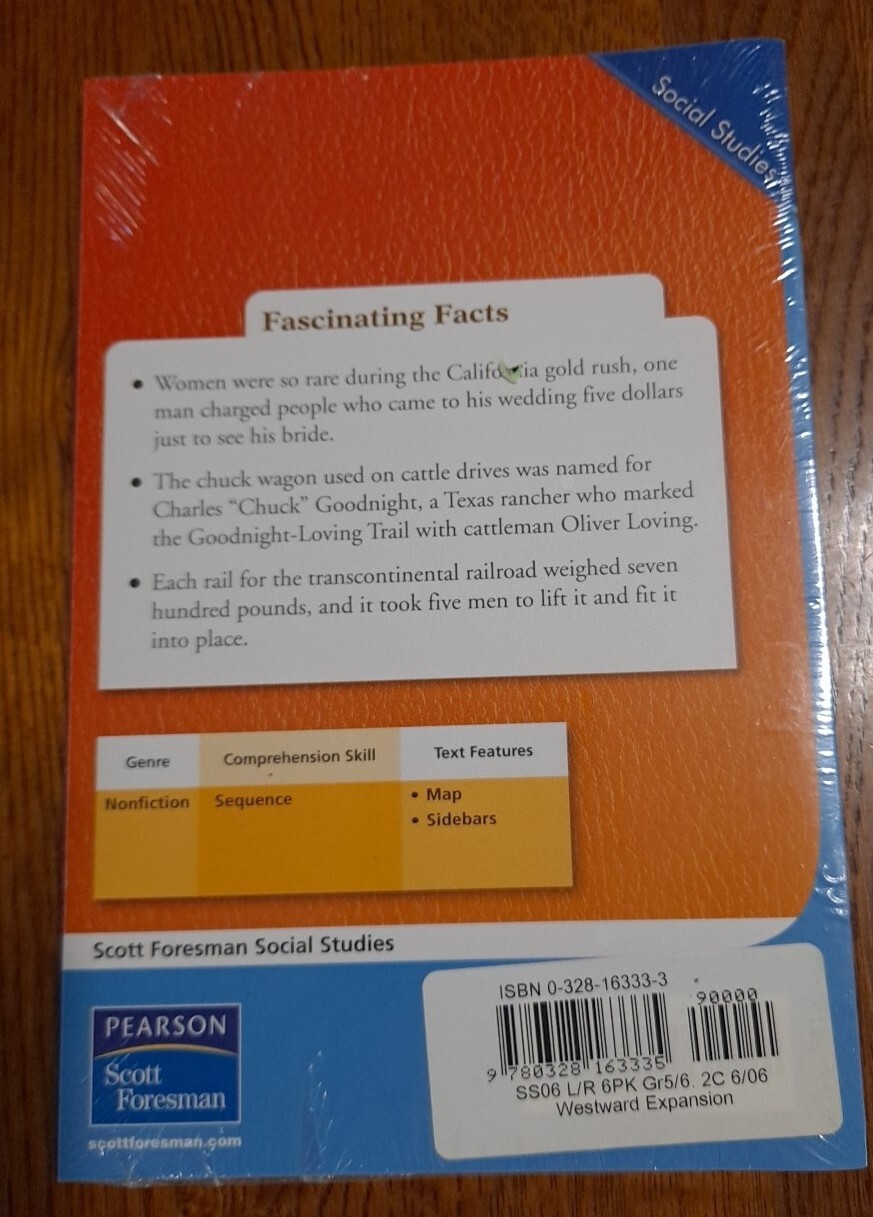 Social Studies
Fascinating Facts
• Women were so rare during the California gold rush, one
man charged people who came to his wedding five dollars
just to see his bride.
• The chuck wagon used on cattle drives was named for
Charles “Chuck” Goodnight, a Texas rancher who marked
the Goodnight-Loving Trail with cattleman Oliver Loving.
• Each rail for the transcontinental railroad weighed seven
hundred pounds, and it took five men to lift it and fit it
into place.
Genre Comprehension Skill Text Features
Nonfiction Sequence • Map
• Sidebars
Scott Foresman Social Studies
PEARSON
Scott
Foresman
scottforesman.com
ISBN 0-328-16333-3
90000
9 780328 163335
SS06 L/R 6PK Gr5/6. 2C 6/06
Westward Expansion